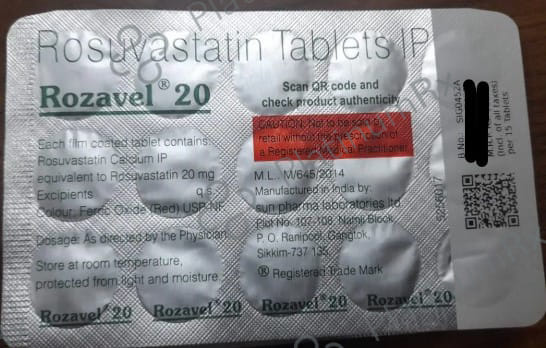 Rosuvastatin Tablets IP
Rozavel® 20
Each film coated tablet contains:
Rosuvastatin Calcium IP
equivalent to Rosuvastatin 20 mg
Excipients q.s.
Colour: Ferric Oxide (Red) USP-NF
Dosage: As directed by the Physician
Store at room temperature,
protected from light and moisture.
Scan QR code and
check product authenticity
CAUTION: Not to be sold by
retail without the prescription of
a Registered Medical Practitioner
M.L.: M/645/2014
Manufactured in India by:
sun pharma laboratories ltd.
Plot No. 107-108, Namli Block,
P. O. Ranipool, Gangtok,
Sikkim-737 135.
® Registered Trade Mark
B.No.: SIG0452A
(Incl. of all taxes)
per 15 Tablets
Rozavel® 20
Rozavel® 20
Rozavel® 20
Rozavel® 20